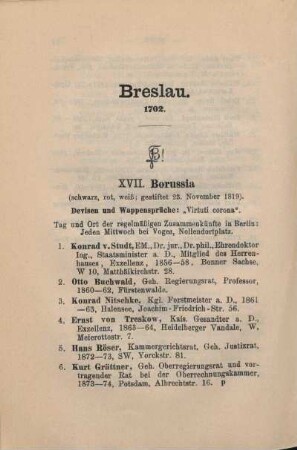 Breslau.
1702.
XVII. Borussia
(schwarz, rot, weiß; gestiftet 23. November 1819).
Devisen und Wappensprüche: „Virtuti corona“.
Tag und Ort der regelmäßigen Zusammenkünfte in Berlin:
Jeden Mittwoch bei Vogra, Nollendorfplatz.
1. Konrad v. Studt, EM., Dr. jur., Dr. phil., Ehrendoktor
Ing., Staatsminister a. D., Mitglied des Herren-
hauses, Exzellenz, 1856—58. Bonner Sachse,
W 10, Matthäikirchstr. 28.
2. Otto Buchwald, Geh. Regierungsrat, Professor,
1860—62, Fürstenwalde.
3. Konrad Nitschke, Kgl. Forstmeister a. D., 1861
—63, Halensee, Joachim-Friedrich-Str. 56.
4. Ernst von Treskow, Kais. Gesandter a. D.,
Exzellenz, 1863—64, Heidelberger Vandale, W,
Meierottostr. 7.
5. Hans Röser, Kammergerichtsrat, Geh. Justizrat,
1872—73, SW, Yorckstr. 81.
6. Kurt Grüttner, Geh. Oberregierungsrat und vor-
tragender Rat bei der Oberrechnungskammer,
1873—74, Potsdam, Albrechtstr. 16. p